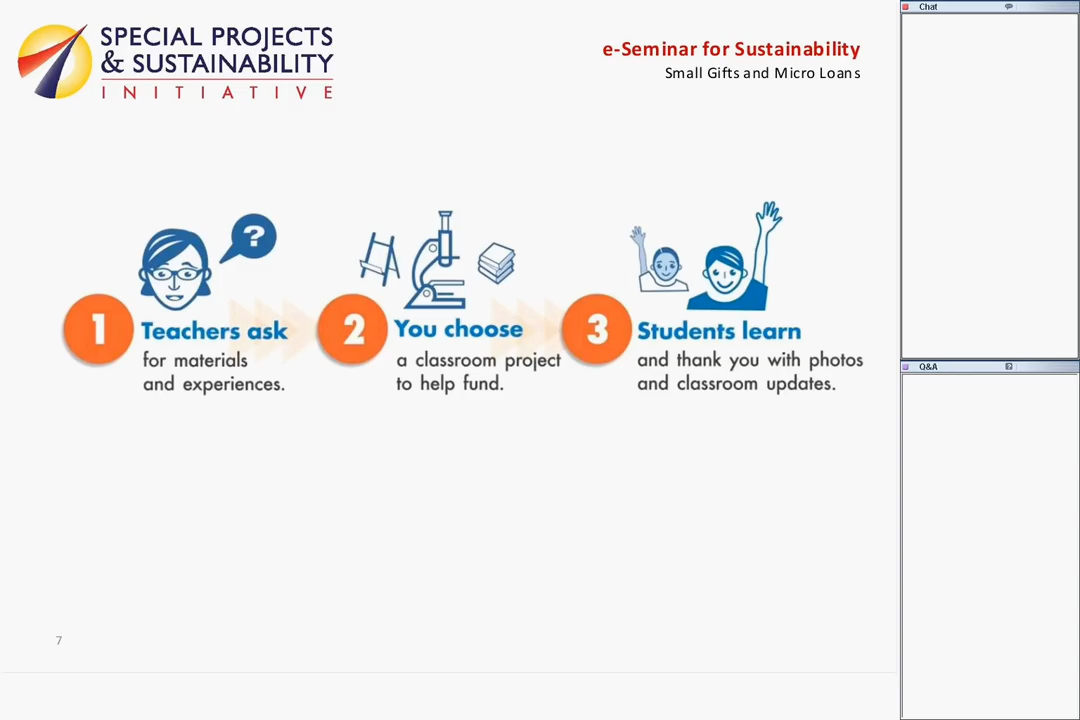 SPECIAL PROJECTS
& SUSTAINABILITY
INITIATIVE
e-Seminar for Sustainability
Small Gifts and Micro Loans
?
1
Teachers ask
for materials
and experiences.
2
You choose
a classroom project
to help fund.
3
Students learn
and thank you with photos
and classroom updates.
7
Chat
Q&A